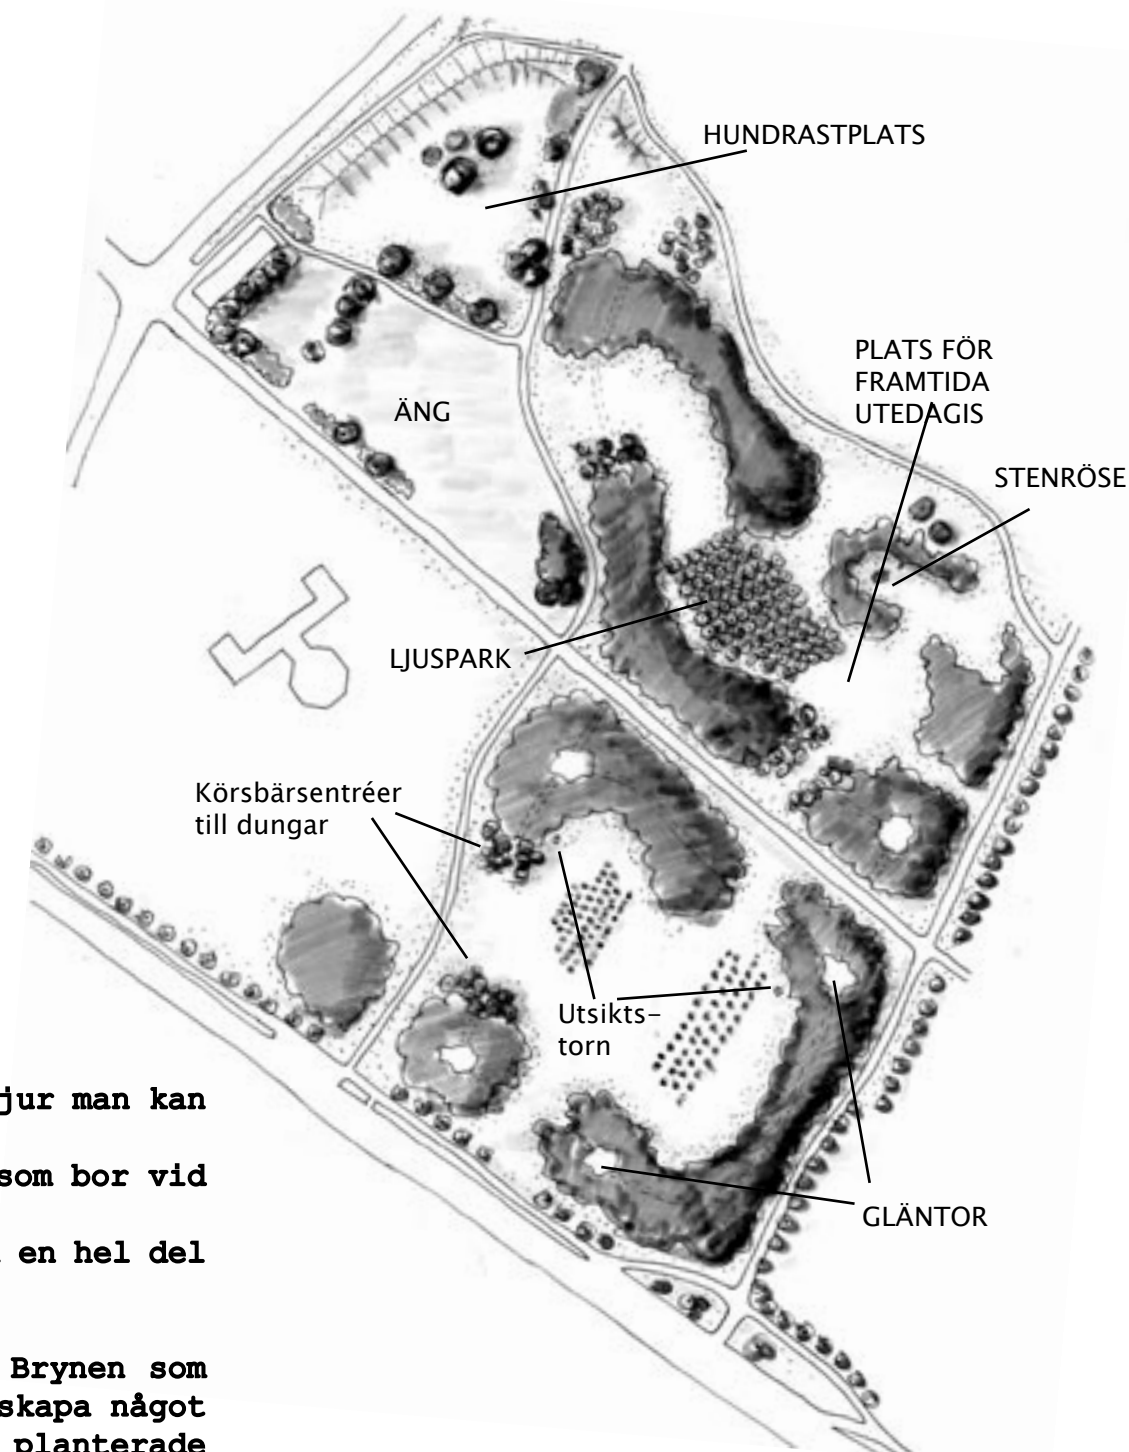 HUNDRASTPLATS
PLATS FÖR
FRAMTIDA
UTEDAGIS
ÄNG
STENRÖSE
LJUSPARK
Körsbärsentréer
till dungar
Utsikts-
torn
GLÄNTOR
jur man kan
som bor vid
en hel del
Brynen som
skapa något
planterade